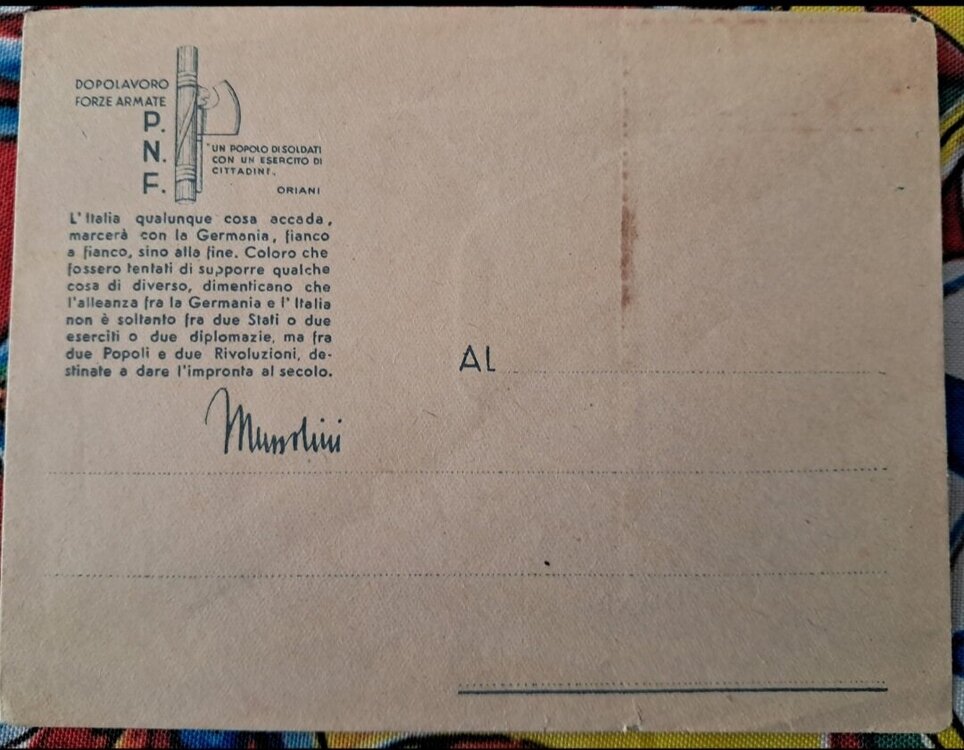 DOPOLAVORO
FORZE ARMATE
P.
N.
F.
"UN POPOLO DI SOLDATI
CON UN ESERCITO DI
CITTADINI".
ORIANI
L'Italia qualunque cosa accada,
marcerà con la Germania, fianco
a fianco, sino alla fine. Coloro che
fossero tentati di supporre qualche
cosa di diverso, dimenticano che
l'alleanza fra la Germania e l'Italia
non è soltanto fra due Stati o due
eserciti o due diplomazie, ma fra
due Popoli e due Rivoluzioni, de-
stinate a dare l'impronta al secolo.
Mussolini
AL